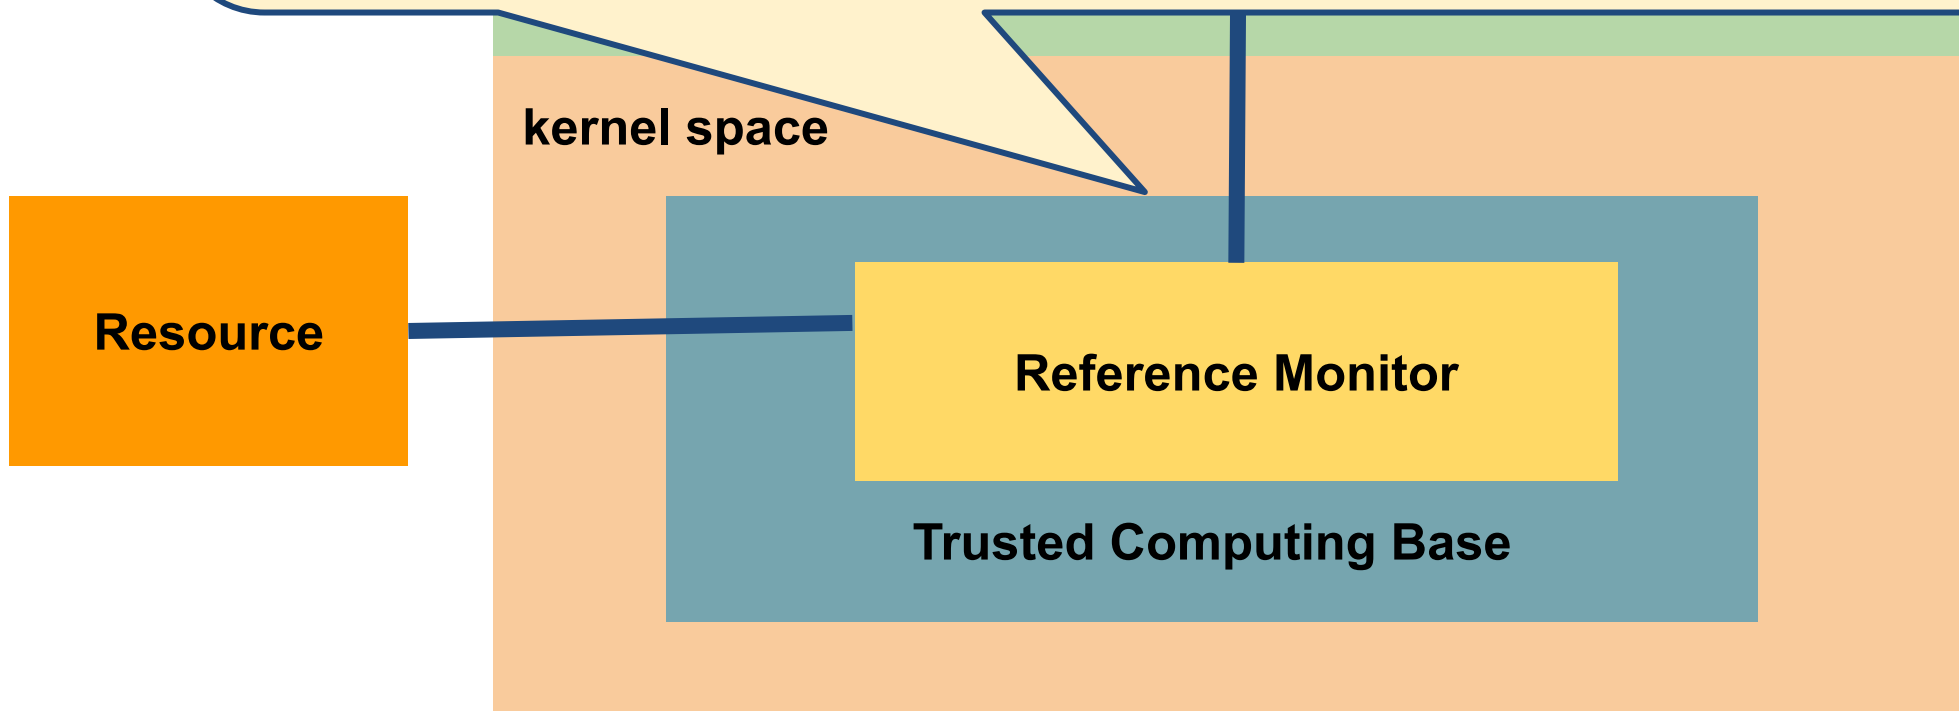 kernel space
Resource
Reference Monitor
Trusted Computing Base